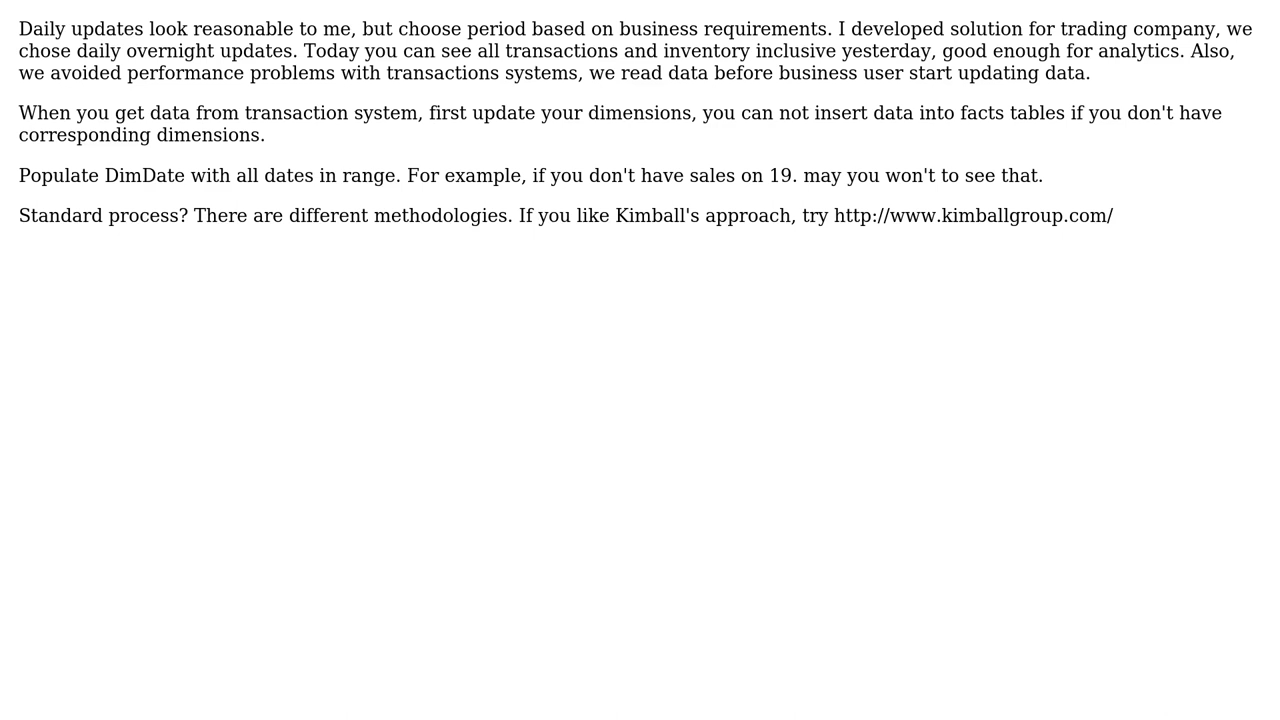 Daily updates look reasonable to me, but choose period based on business requirements. I developed solution for trading company, we
chose daily overnight updates. Today you can see all transactions and inventory inclusive yesterday, good enough for analytics. Also,
we avoided performance problems with transactions systems, we read data before business user start updating data.
When you get data from transaction system, first update your dimensions, you can not insert data into facts tables if you don't have
corresponding dimensions.
Populate DimDate with all dates in range. For example, if you don't have sales on 19. may you won't to see that.
Standard process? There are different methodologies. If you like Kimball's approach, try http://www.kimballgroup.com/